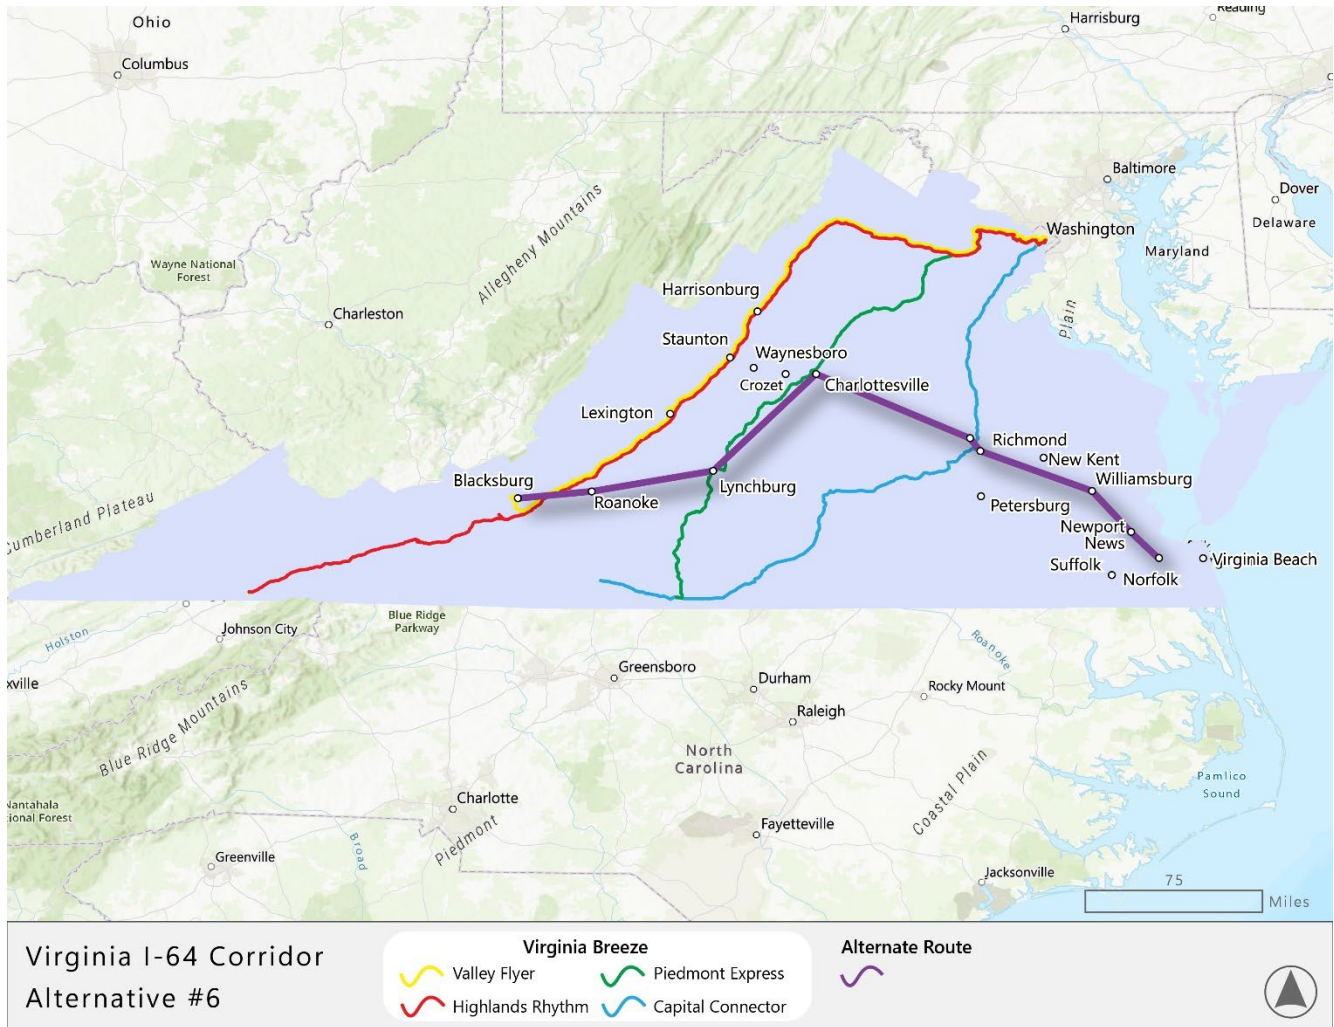 Reading
Ohio
Harrisburg
Columbus
Baltimore
Dover
Delaware
Washington
Maryland
Allegheny Mountains
Wayne National
Forest
Charleston
Harrisonburg
Plain
Staunton
Waynesboro
Crozet
Charlottesville
Lexington
Richmond
New Kent
Blacksburg
Williamsburg
Roanoke
Lynchburg
Petersburg
Cumberland Plateau
Newport
News
Virginia Beach
Suffolk
Norfolk
Blue Ridge
Parkway
Johnson City
Holston
Roanoke
Greensboro
Durham
Rocky Mount
xville
Raleigh
Blue Ridge Mountains
North
Carolina
Pamlico
Sound
Coastal Plain
Nantahala
ional Forest
Charlotte
Piedmont
Fayetteville
Broad
Greenville
Jacksonville
75
Miles
Virginia I-64 Corridor
Alternative #6
Virginia Breeze
Valley Flyer
Piedmont Express
Highlands Rhythm
Capital Connector
Alternate Route